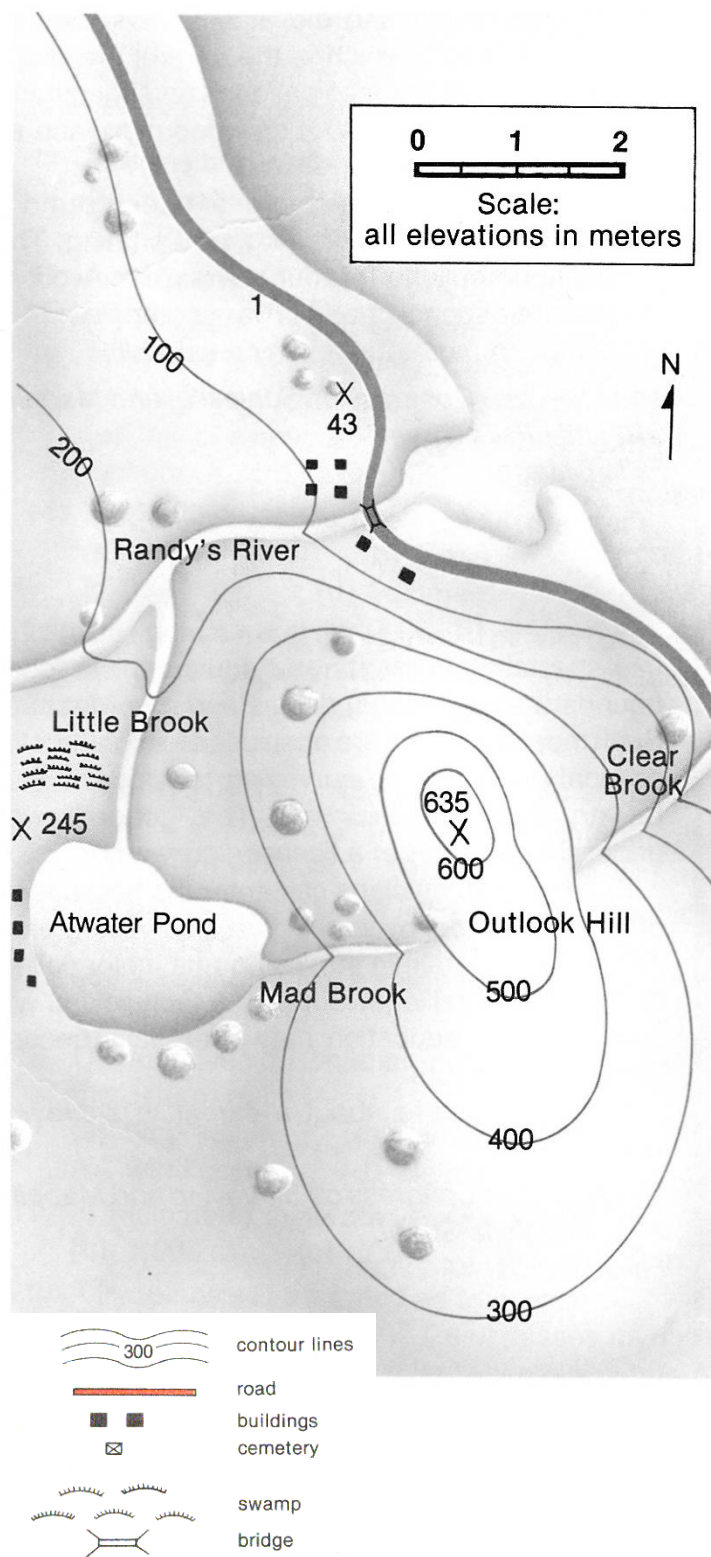 0 1 2
Scale:
all elevations in meters
1
N
100
43
200
Randy's River
Little Brook
Clear
Brook
635
245
600
Atwater Pond
Outlook Hill
Mad Brook
500
400
300
300
contour lines
road
buildings
cemetery
swamp
bridge